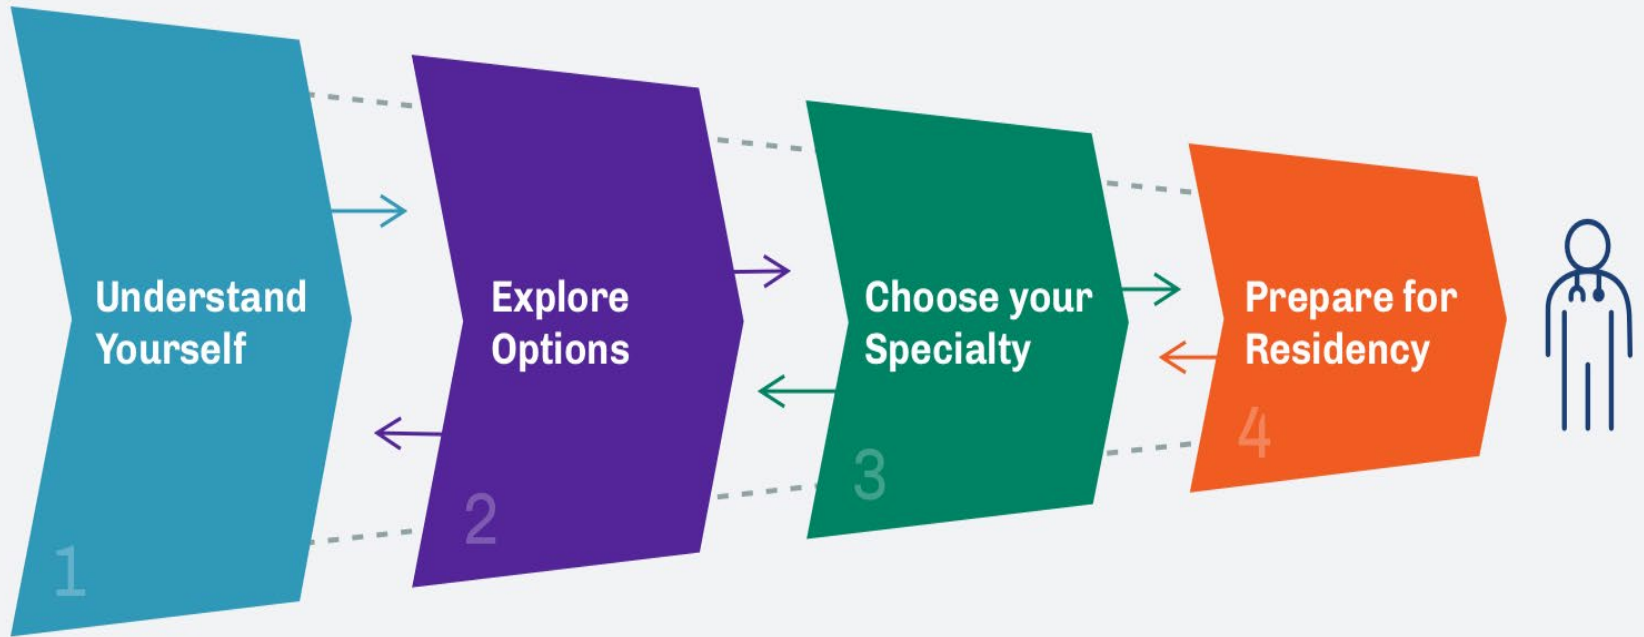 Understand
Yourself
1
Explore
Options
2
Choose your
Specialty
3
Prepare for
Residency
4